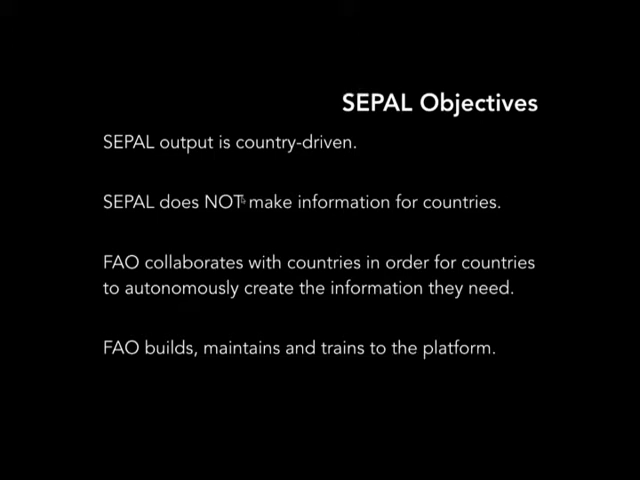 SEPAL Objectives
SEPAL output is country-driven.
SEPAL does NOT make information for countries.
FAO collaborates with countries in order for countries
to autonomously create the information they need.
FAO builds, maintains and trains to the platform.